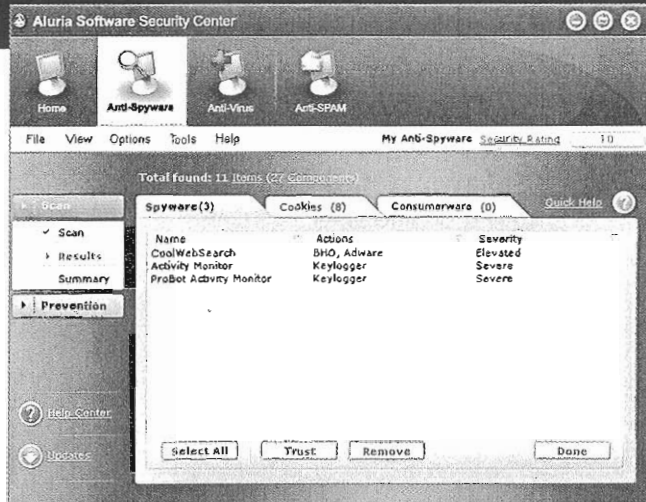 Aluria Software Security Center
Home Anti-Spyware Anti-Virus Anti-SPAM
File View Options Tools Help My Anti-Spyware Security Rating
Total found: 11 Items (27 Components)
Scan
Spyware(3) Cookies (8) Consumerware (0) Quick Help ?
Scan
Results
Summary
Prevention
Name Actions Severity
CoolWebSearch BHO, Adware Elevated
Activity Monitor Keylogger Severe
ProBot Activity Monitor Keylogger Severe
? Help Center
Updates
Select All Trust Remove Done